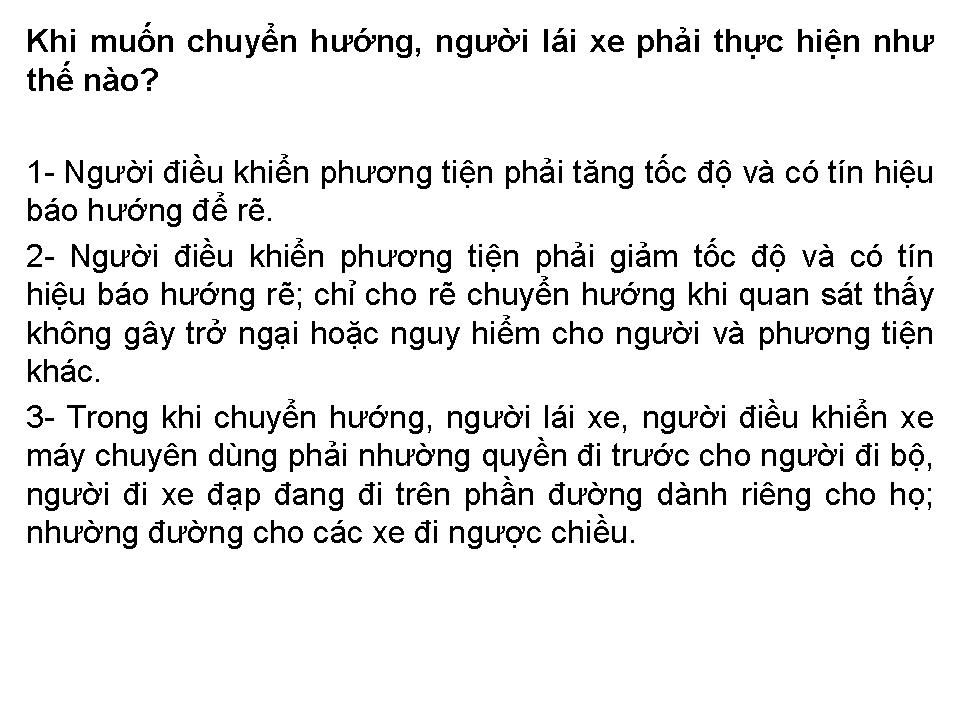 Khi muốn chuyển hướng, người lái xe phải thực hiện như
thế nào?
1- Người điều khiển phương tiện phải tăng tốc độ và có tín hiệu
báo hướng để rẽ.
2- Người điều khiển phương tiện phải giảm tốc độ và có tín
hiệu báo hướng rẽ; chỉ cho rẽ chuyển hướng khi quan sát thấy
không gây trở ngại hoặc nguy hiểm cho người và phương tiện
khác.
3- Trong khi chuyển hướng, người lái xe, người điều khiển xe
máy chuyên dùng phải nhường quyền đi trước cho người đi bộ,
người đi xe đạp đang đi trên phần đường dành riêng cho họ;
nhường đường cho các xe đi ngược chiều.